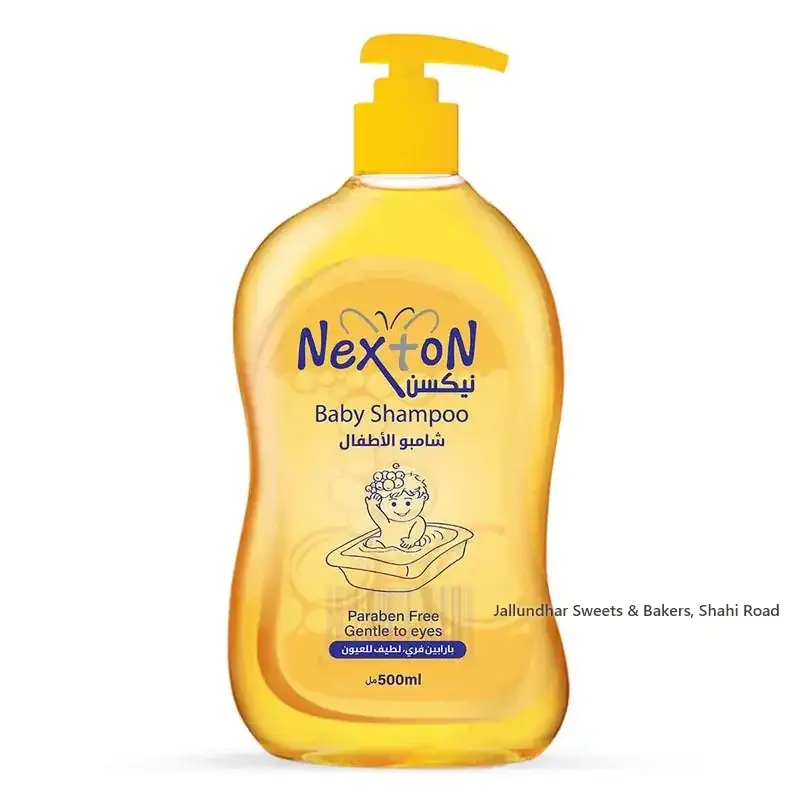 NextoN
نيكسن
Baby Shampoo
شامبو الأطفال
Paraben Free
Gentle to eyes
بارابين فري، لطيف للعيون
500ml مل
Jallundhar Sweets & Bakers, Shahi Road